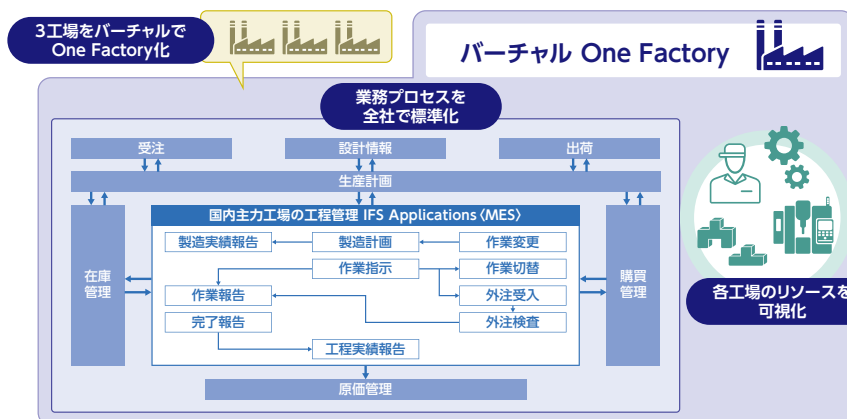 3工場をバーチャルで
One Factory化
バーチャル One Factory
業務プロセスを
全社で標準化
受注
設計情報
出荷
生産計画
国内主力工場の工程管理 IFS Applications〈MES〉
製造実績報告
製造計画
作業変更
作業指示
作業切替
在庫
管理
作業報告
外注受入
購買
管理
完了報告
外注検査
工程実績報告
原価管理
各工場のリソースを
可視化